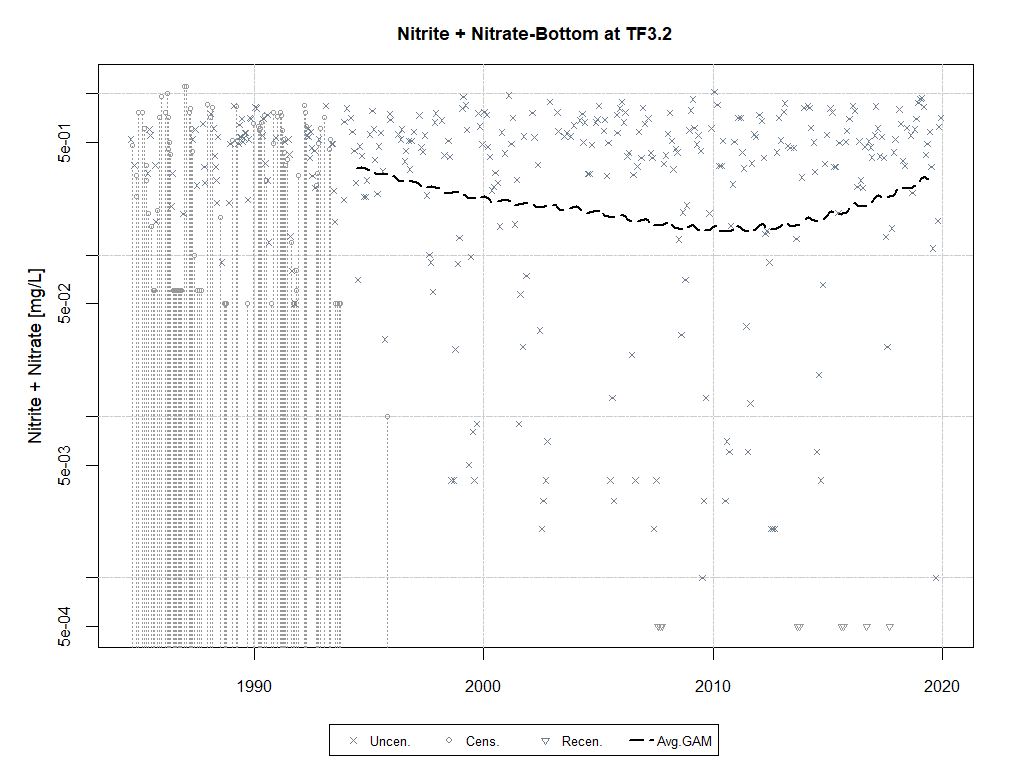 Nitrite + Nitrate-Bottom at TF3.2
Nitrite + Nitrate [mg/L]
5e-01
5e-02
5e-03
5e-04
1990 2000 2010 2020
Uncen. Cens. Recen. Avg.GAM